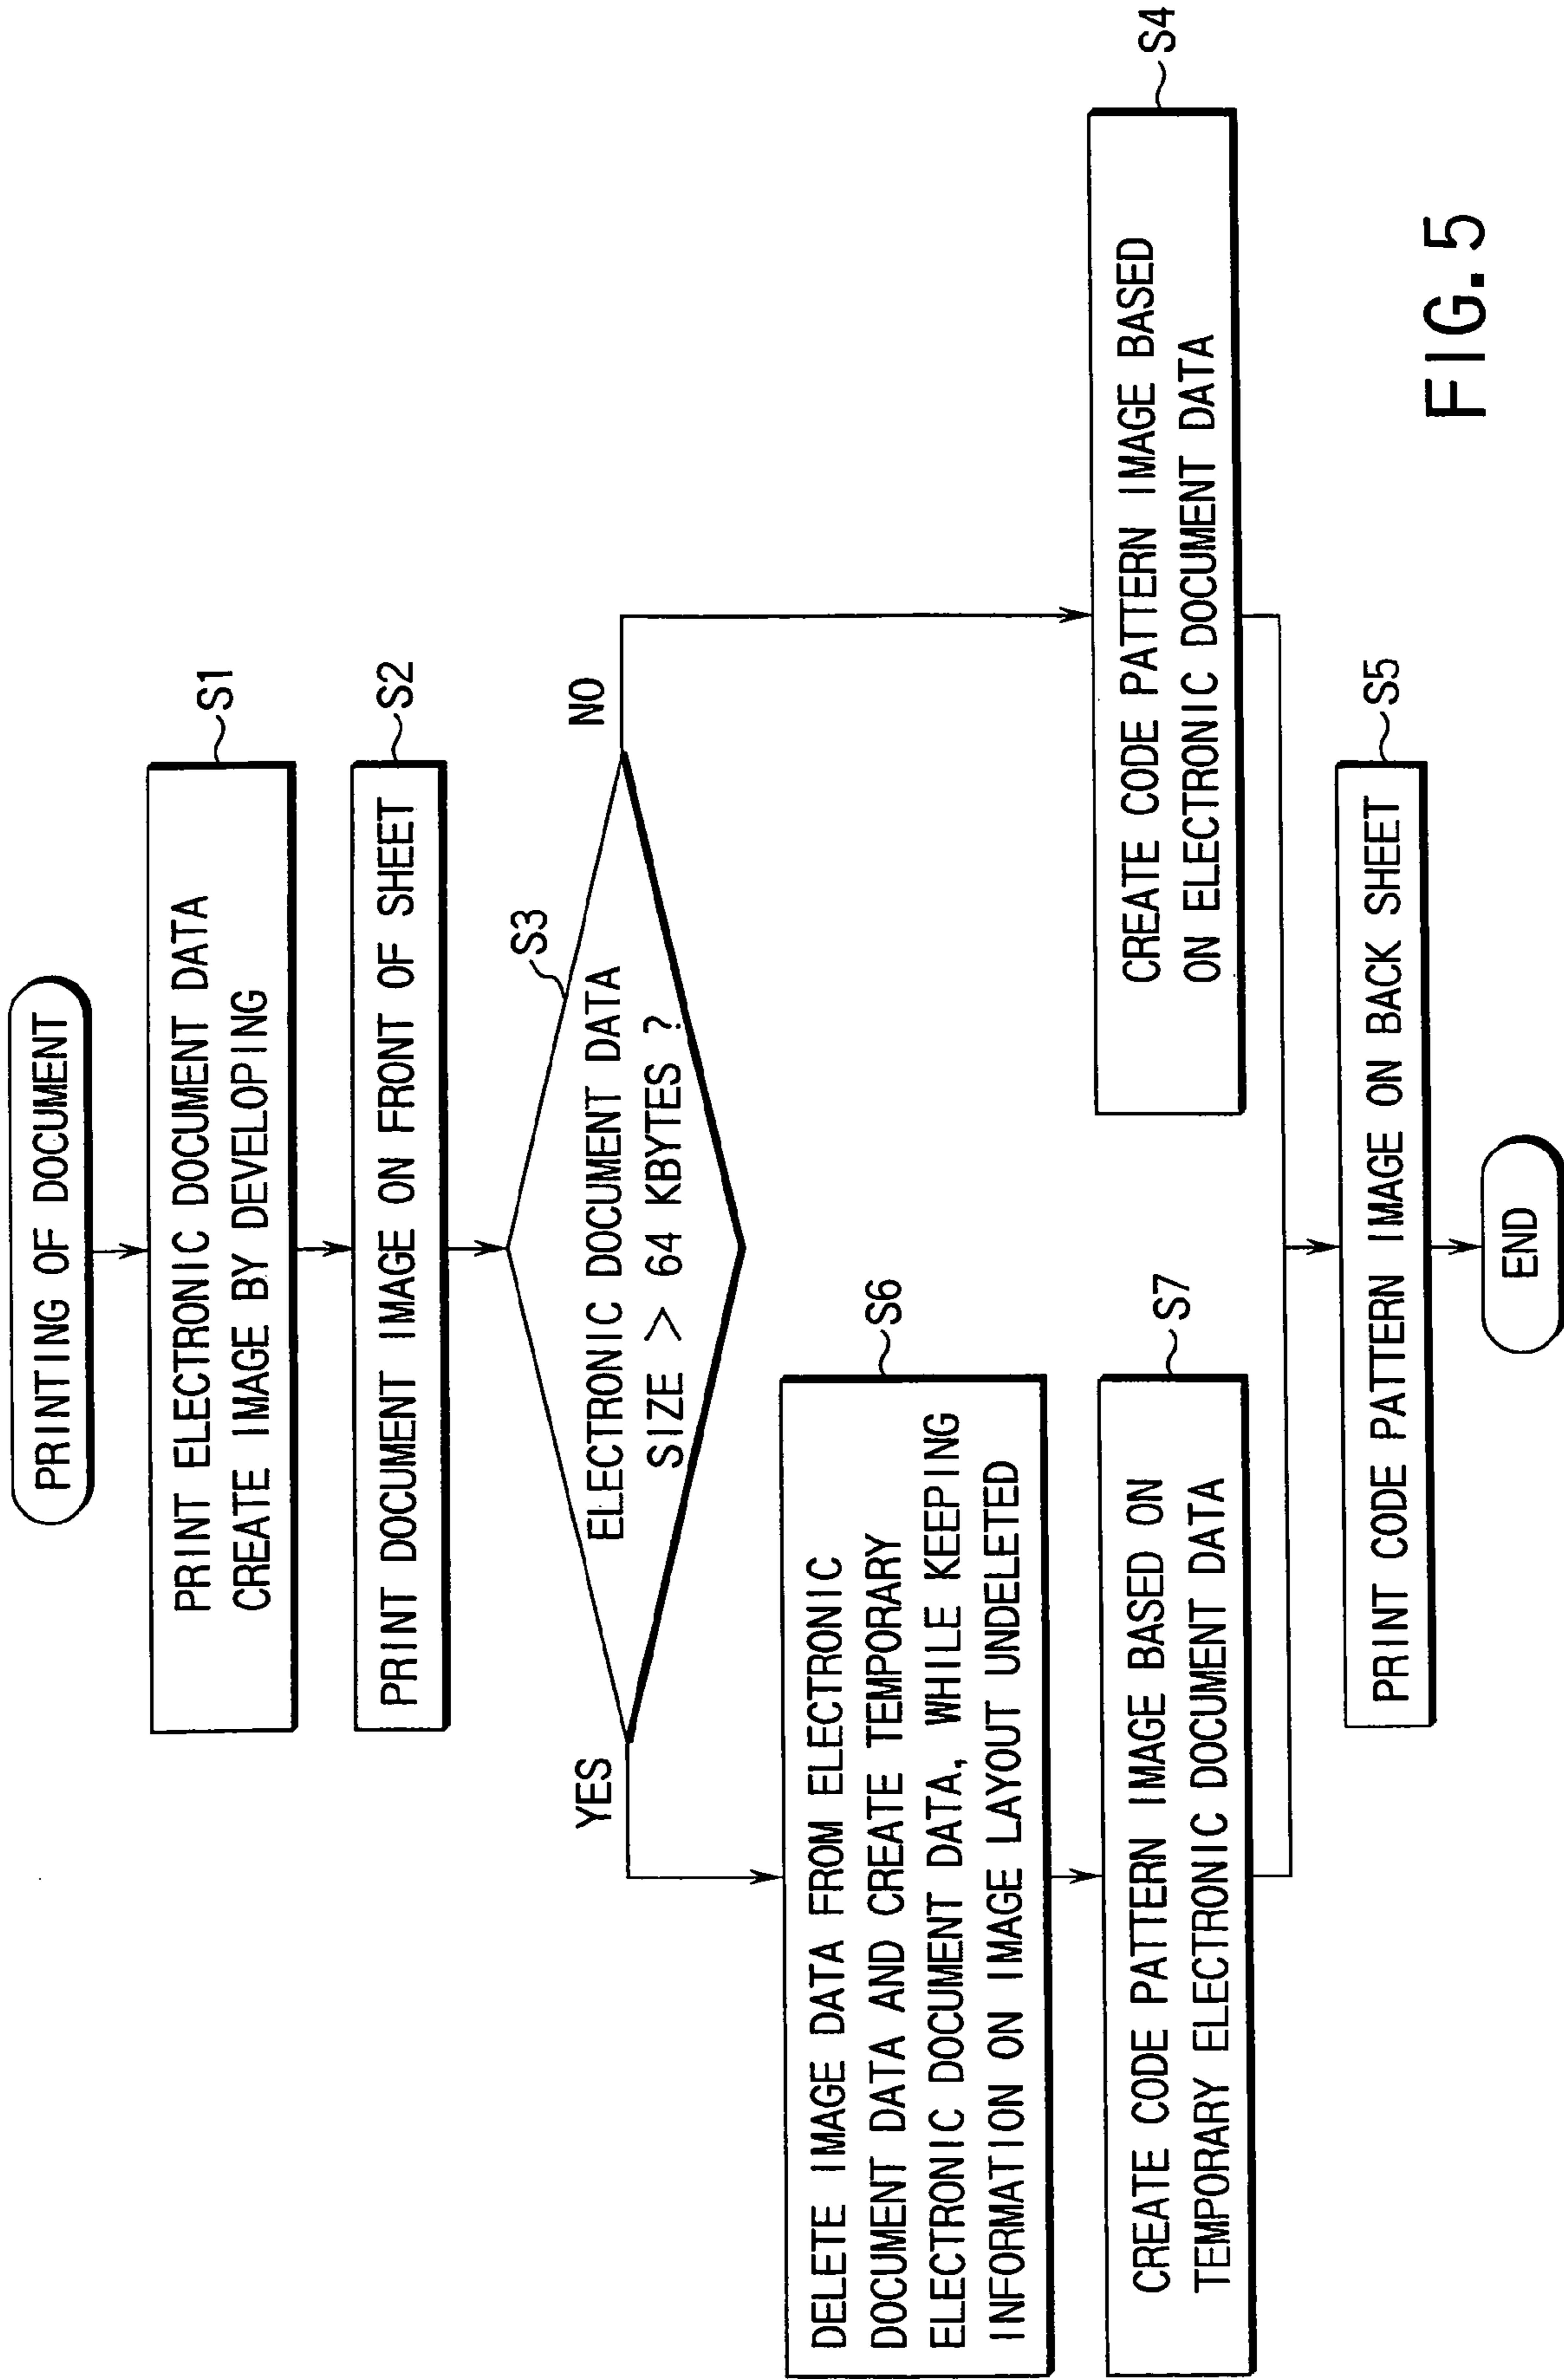 PRINTING OF DOCUMENT
PRINT ELECTRONIC DOCUMENT DATA
CREATE IMAGE BY DEVELOPING
S1
PRINT DOCUMENT IMAGE ON FRONT OF SHEET
S2
S3
ELECTRONIC DOCUMENT DATA
SIZE > 64 KBYTES ?
YES
NO
DELETE IMAGE DATA FROM ELECTRONIC
DOCUMENT DATA AND CREATE TEMPORARY
ELECTRONIC DOCUMENT DATA, WHILE KEEPING
INFORMATION ON IMAGE LAYOUT UNDELETED
S6
CREATE CODE PATTERN IMAGE BASED ON
TEMPORARY ELECTRONIC DOCUMENT DATA
S7
CREATE CODE PATTERN IMAGE BASED
ON ELECTRONIC DOCUMENT DATA
S4
PRINT CODE PATTERN IMAGE ON BACK SHEET
S5
END
FIG. 5